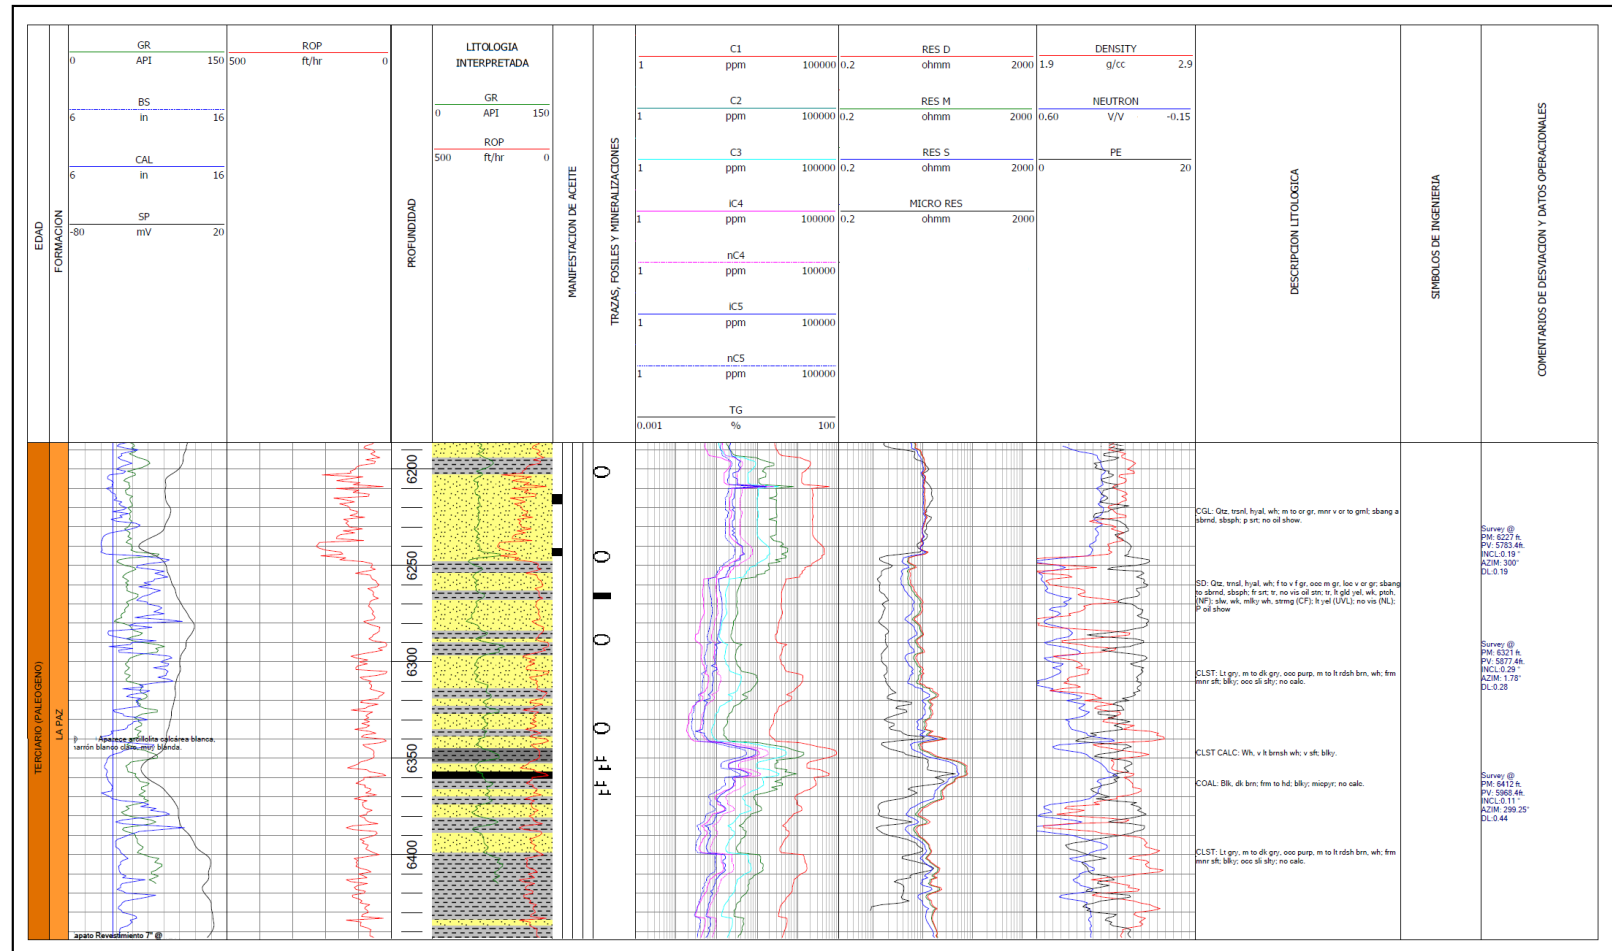 EDAD
FORMACION
GR
0 API 150
BS
6 in 16
CAL
6 in 16
SP
-80 mV 20
ROP
500 ft/hr 0
PROFUNDIDAD
LITOLOGIA
INTERPRETADA
GR
0 API 150
ROP
500 ft/hr 0
MANIFESTACION DE ACEITE
TRAZAS, FOSILES Y MINERALIZACIONES
C1
1 ppm 100000
C2
1 ppm 100000
C3
1 ppm 100000
iC4
1 ppm 100000
nC4
1 ppm 100000
iC5
1 ppm 100000
nC5
1 ppm 100000
TG
0.001 % 100
RES D
0.2 ohmm 2000
RES M
0.2 ohmm 2000
RES S
0.2 ohmm 2000
MICRO RES
0.2 ohmm 2000
DENSITY
1.9 g/cc 2.9
NEUTRON
0.60 V/V -0.15
PE
0 20
DESCRIPCION LITOLOGICA
SIMBOLOS DE INGENIERIA
COMENTARIOS DE DESVIACION Y DATOS OPERACIONALES
TERCIARIO (PALEOGENO)
LA PAZ
Aparece arcillolita calcárea blanca,
marrón blanco claro, muy blanda.
apato Revestimiento 7" @
6200
6250
6300
6350
6400
CGL: Qtz, trsnl, hyal, wh; m to cr gr, mnr v cr to grnl; sbang a
sbrnd, sbsph; p srt; no oil show.
SD: Qtz, trnsl, hyal, wh; f to v f gr, occ m gr, loc v cr gr; sbang
to sbrnd, sbsph; fr srt; tr, no vis oil stn; tr, lt gld yel, wk, ptch,
(NF); slw, wk, mlky wh, strmg (CF); lt yel (UVL); no vis (NL);
P oil show
CLST: Lt gry, m to dk gry, occ purp, m to lt rdsh brn, wh; frm
mnr sft; blky; occ sli slty; no calc.
CLST CALC: Wh, v lt brnsh wh; v sft; blky.
COAL: Blk, dk brn; frm to hd; blky; micpyr; no calc.
CLST: Lt gry, m to dk gry, occ purp, m to lt rdsh brn, wh; frm
mnr sft; blky; occ sli slty; no calc.
Survey @
PM: 6227 ft.
PV: 5783.4ft.
INCL:0.19 °
AZIM: 300°
DL:0.19
Survey @
PM: 6321 ft.
PV: 5877.4ft.
INCL:0.29 °
AZIM: 1.78°
DL:0.28
Survey @
PM: 6412 ft.
PV: 5968.4ft.
INCL:0.11 °
AZIM: 299.25°
DL:0.44